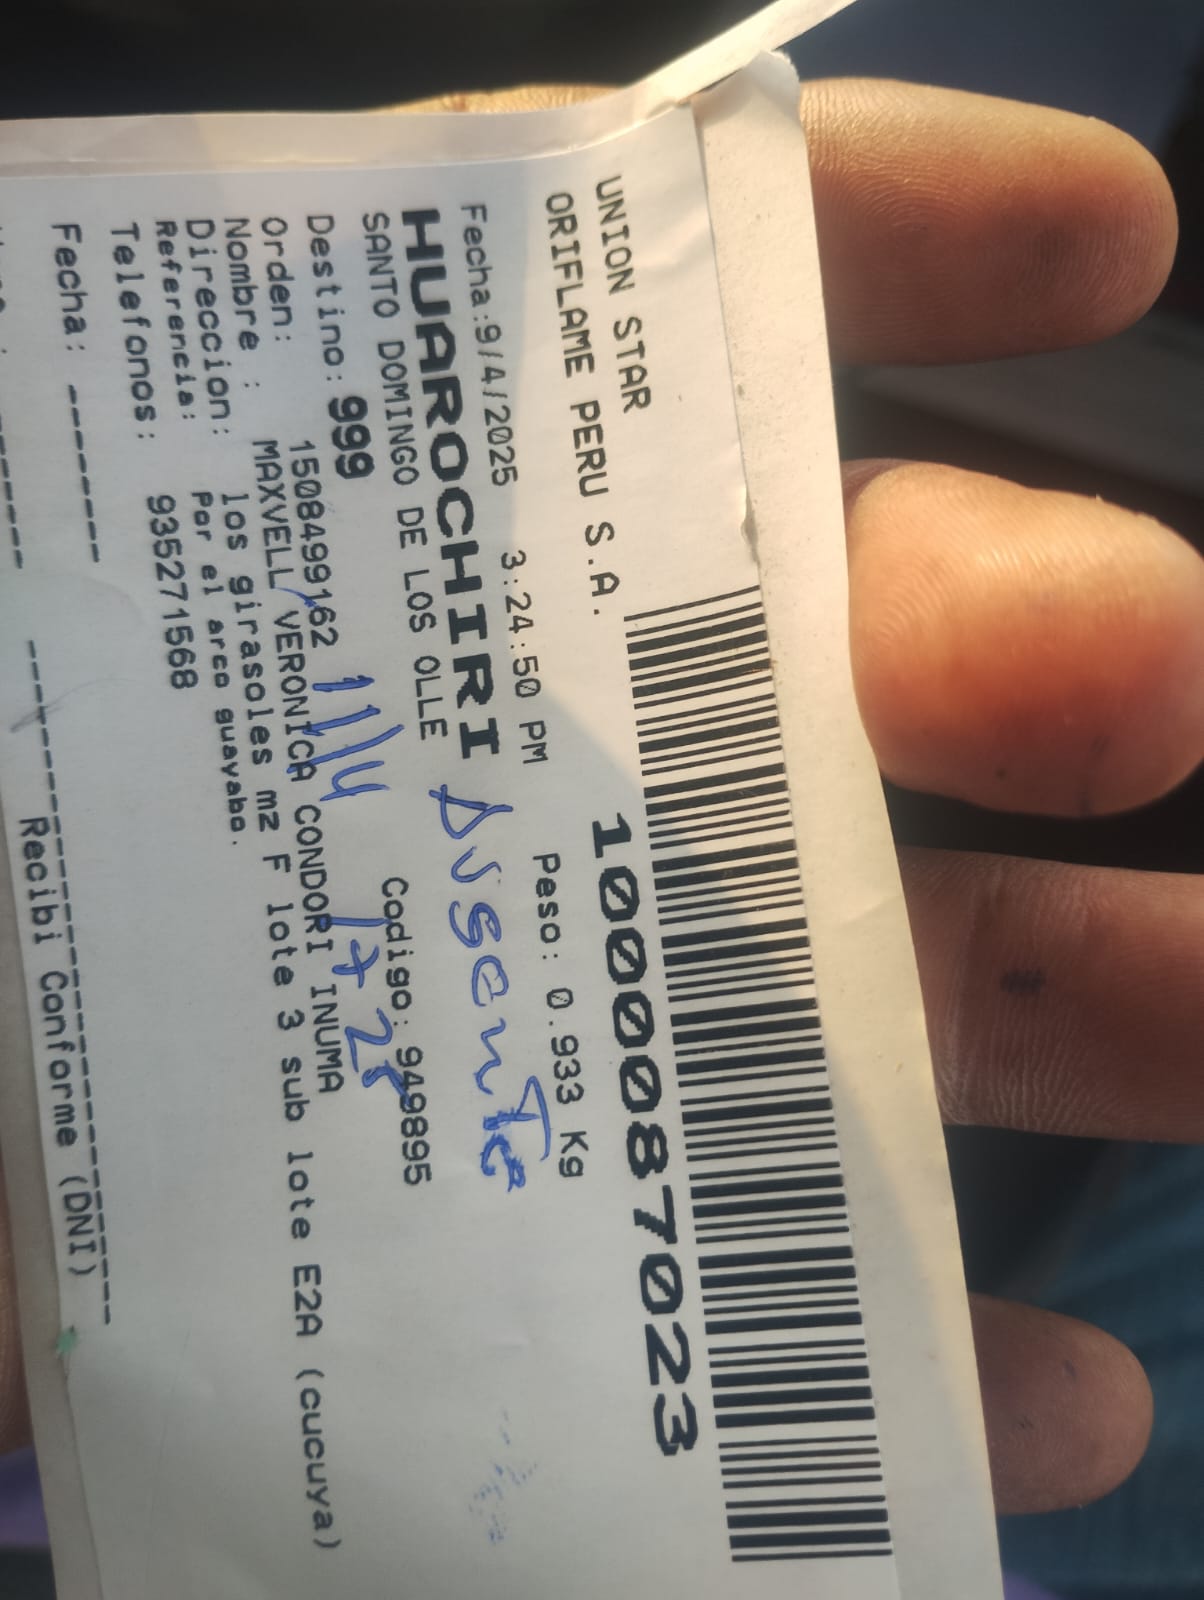 UNION STAR
ORIFLAME PERU S.A.
1000087023
Fecha:9/4/2025 3:24:50 PM Peso: 0.933 Kg
HUAROCHIRI Ausente
SANTO DOMINGO DE LOS OLLE
Codigo: 949895
Destino: 999 11/4 17 28
Orden: 1508499162
Nombre : MAXVELL VERONICA CONDORI INUMA
Direccion: los girasoles mz F lote 3 sub lote E2A (cucuya)
Referencia: Por el arco guayabo.
Telefonos: 935271568
Fecha: -------
Recibi Conforme (DNI)